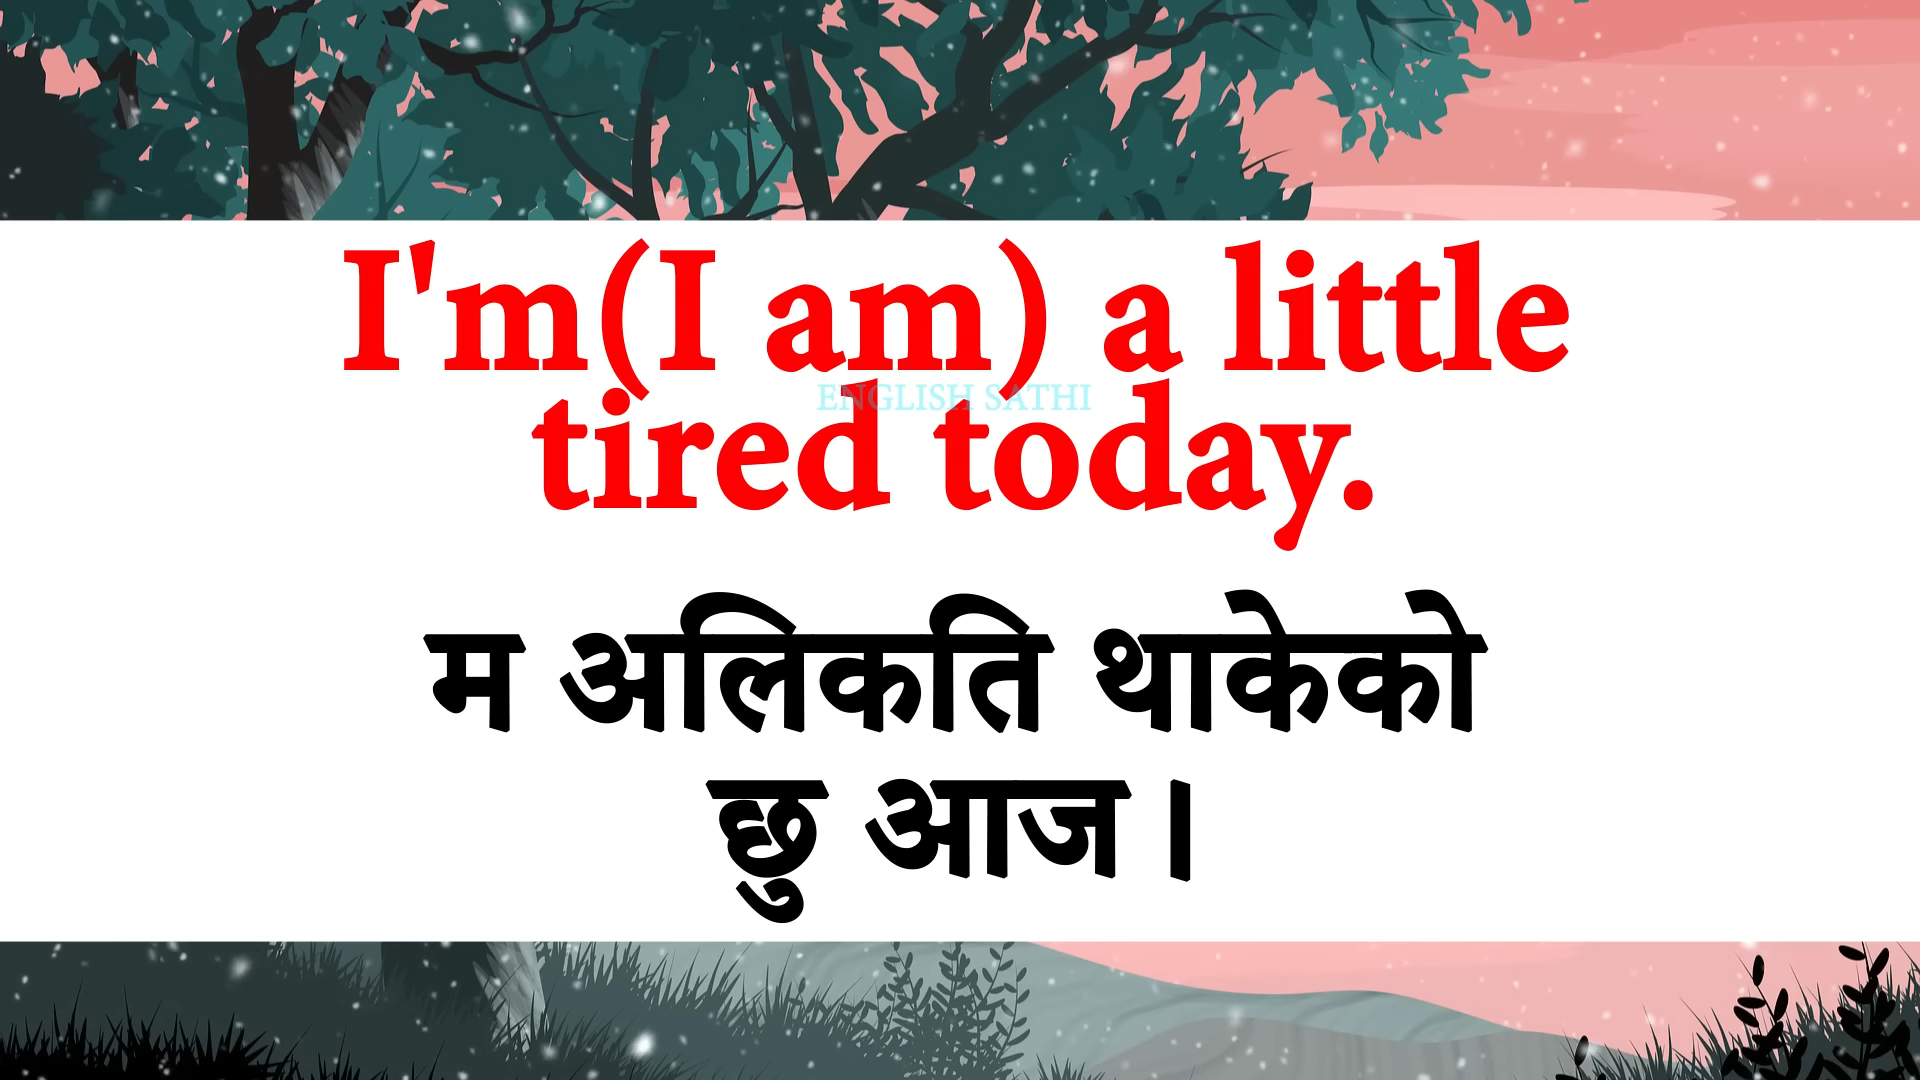 I'm(I am) a little
ENGLISH SATHI
tired today.
म अलिकति थाकेको
छु आज ।